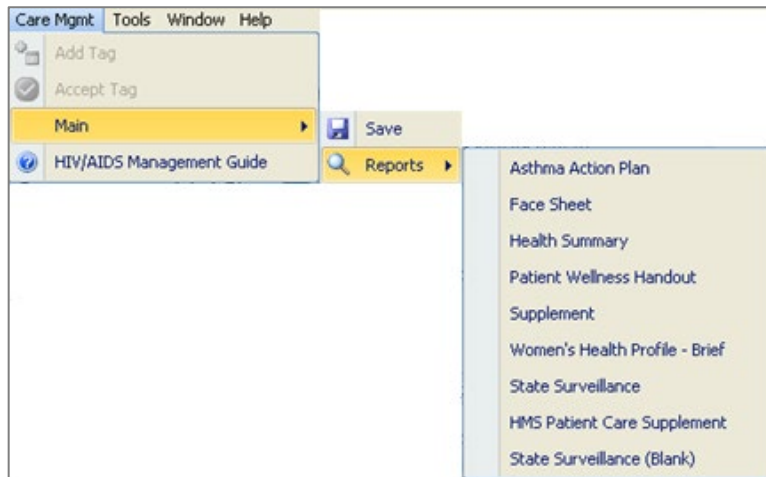 Care Mgmt Tools Window Help
Add Tag
Accept Tag
Main
HIV/AIDS Management Guide
Save
Reports
Asthma Action Plan
Face Sheet
Health Summary
Patient Wellness Handout
Supplement
Women's Health Profile - Brief
State Surveillance
HMS Patient Care Supplement
State Surveillance (Blank)